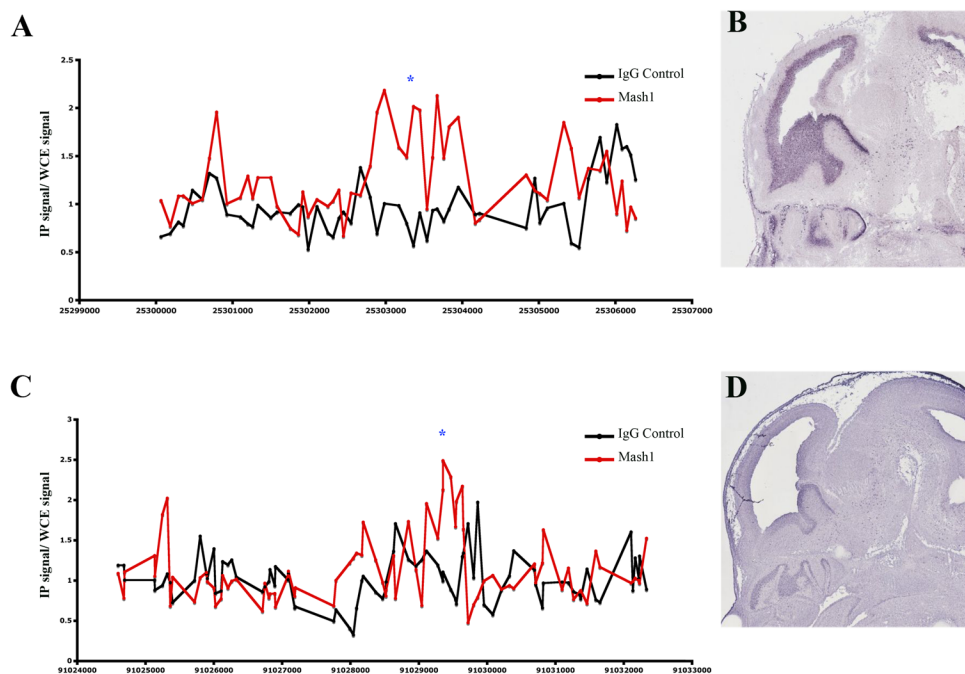 A
B
IP signal/ WCE signal
2.5
2
1.5
1
0.5
0
*
IgG Control
Mash1
25299000 25300000 25301000 25302000 25303000 25304000 25305000 25306000 25307000
C
D
IP signal/ WCE signal
3
2.5
2
1.5
1
0.5
0
*
IgG Control
Mash1
91024000 91025000 91026000 91027000 91028000 91029000 91030000 91031000 91032000 91033000